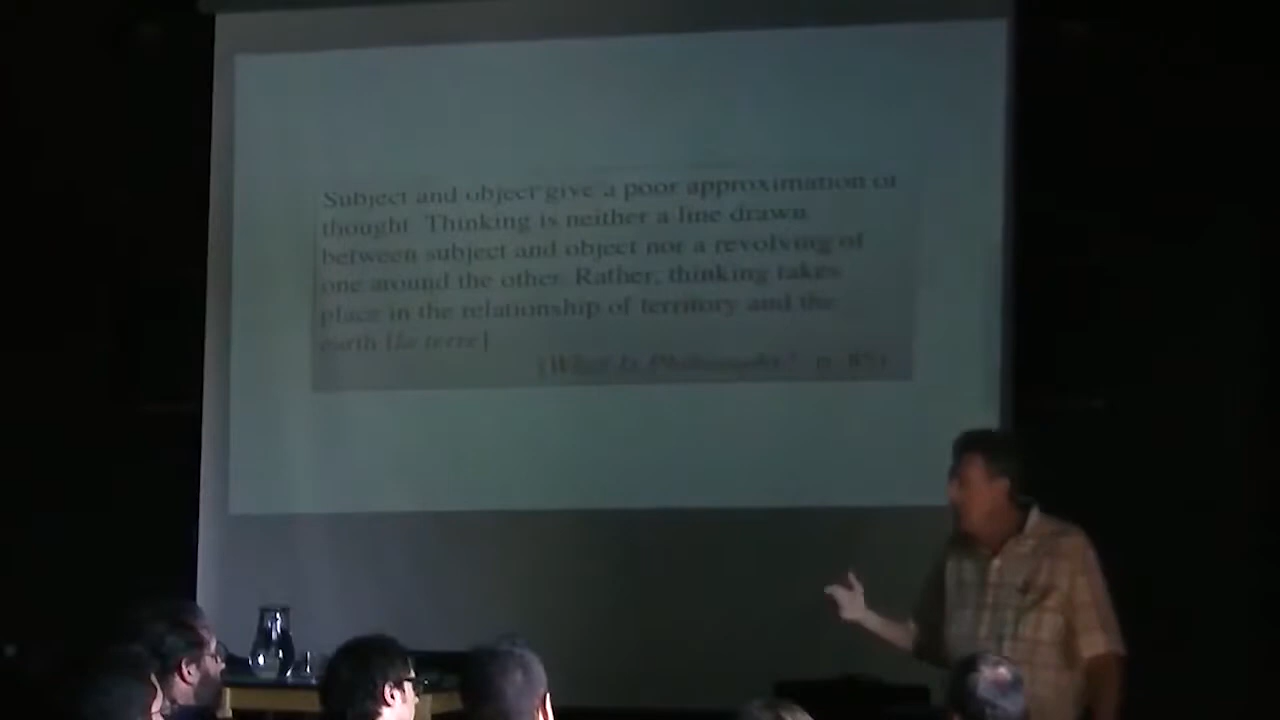 Subject and object give a poor approximation of
thought. Thinking is neither a line drawn
between subject and object nor a revolving of
one around the other. Rather, thinking takes
place in the relationship of territory and the
earth [la terre]
(What Is Philosophy? p. 85)